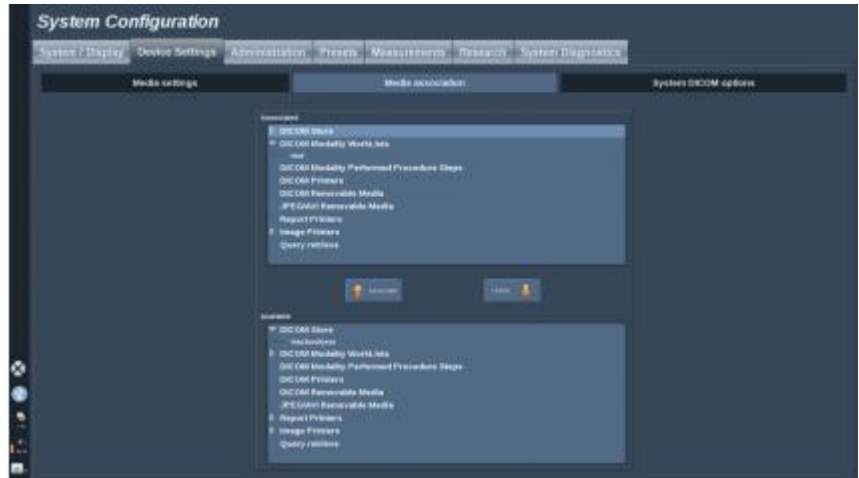 System Configuration
System / Display Device Settings Administration Presets Measurements Research System Diagnostics
Media settings Media association System DICOM options
Associated
DICOM Store
DICOM Modality WorkLists
DICOM Modality Performed Procedure Steps
DICOM Printers
DICOM Removable Media
JPEG/AVI Removable Media
Report Printers
Image Printers
Query retrieve
DICOM Store
DICOM Modality WorkLists
DICOM Modality Performed Procedure Steps
DICOM Printers
DICOM Removable Media
JPEG/AVI Removable Media
Report Printers
Image Printers
Query retrieve